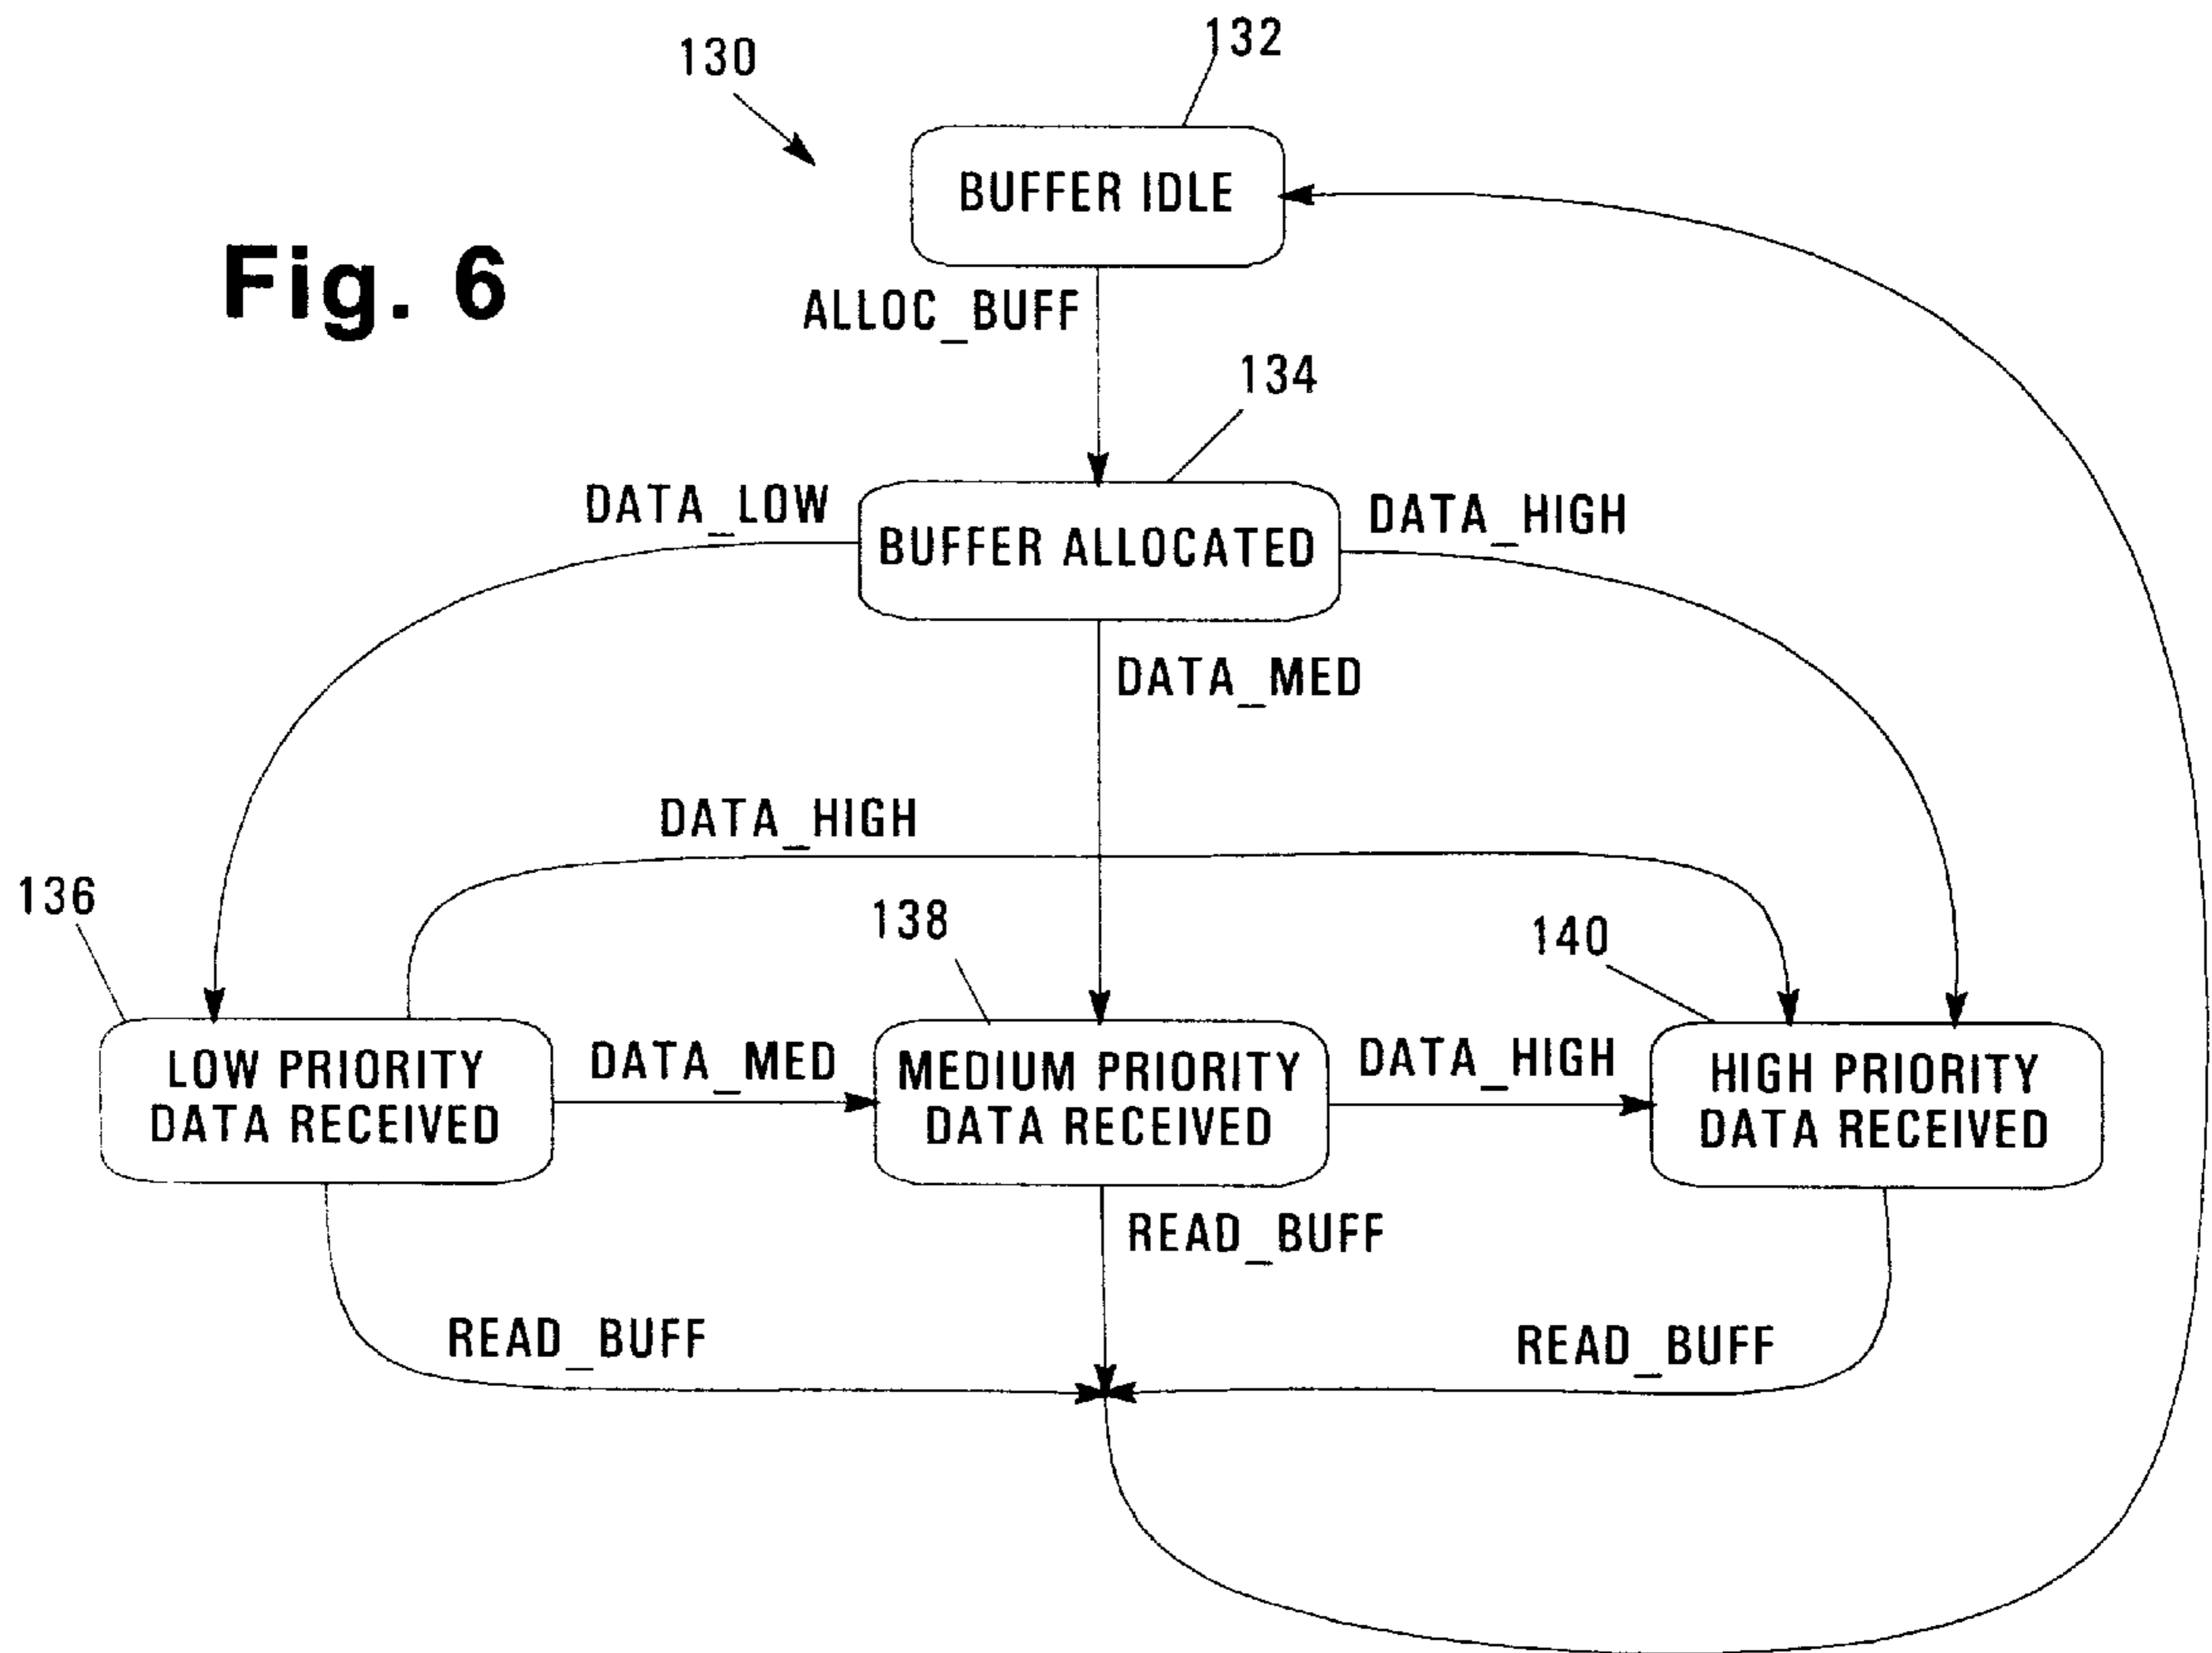 130
132
BUFFER IDLE
Fig. 6
ALLOC_BUFF
134
DATA_LOW
BUFFER ALLOCATED
DATA_HIGH
DATA_MED
DATA_HIGH
136
138
140
LOW PRIORITY
DATA RECEIVED
DATA_MED
MEDIUM PRIORITY
DATA RECEIVED
DATA_HIGH
HIGH PRIORITY
DATA RECEIVED
READ_BUFF
READ_BUFF
READ_BUFF